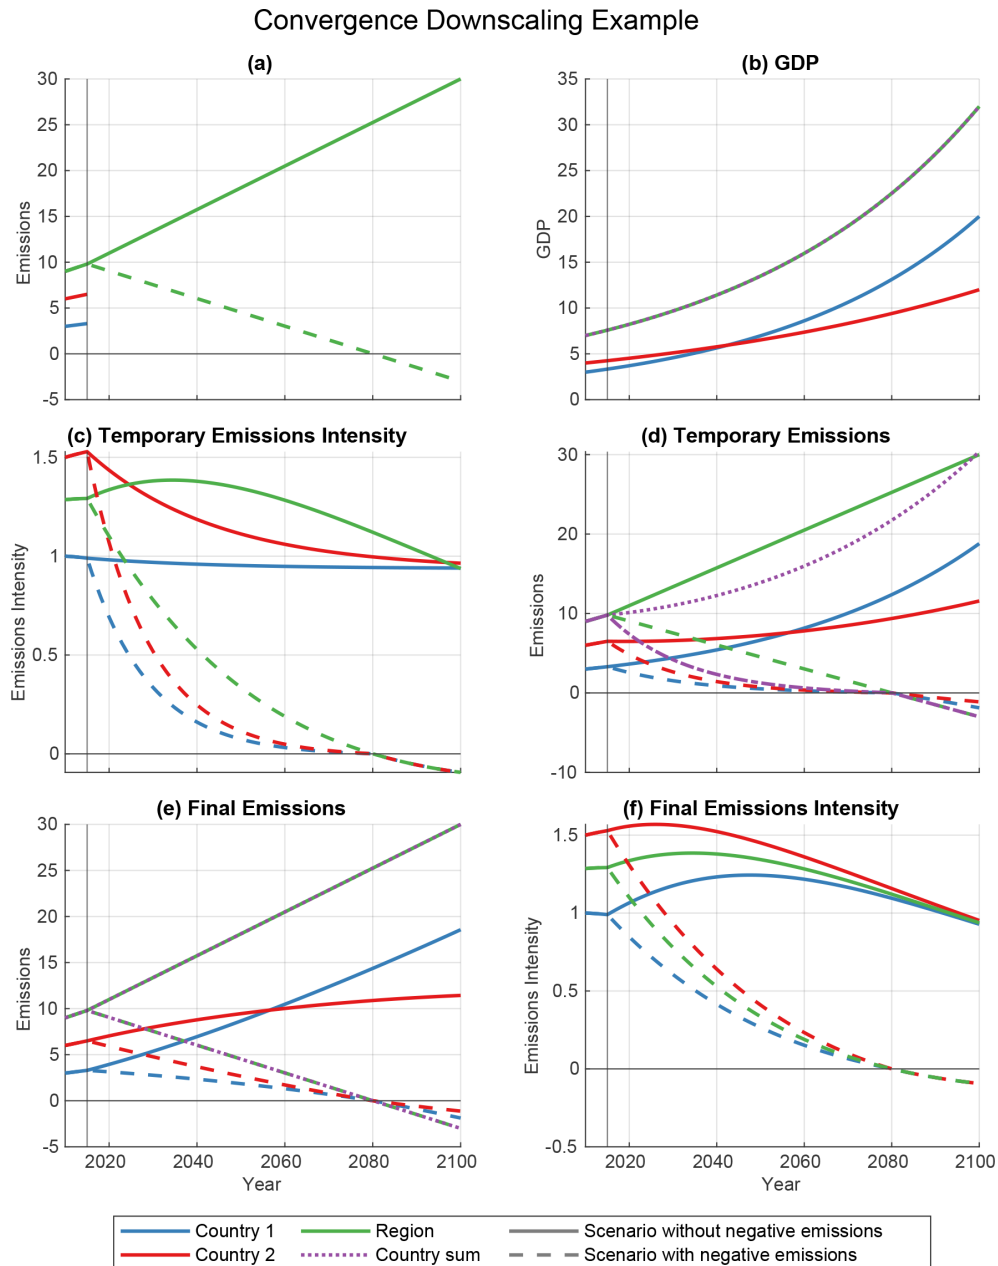 Convergence Downscaling Example
(a)
30
25
20
15
10
5
0
-5
Emissions
(b) GDP
35
30
25
20
15
10
5
0
GDP
(c) Temporary Emissions Intensity
1.5
1
0.5
0
Emissions Intensity
(d) Temporary Emissions
30
20
10
0
-10
Emissions
(e) Final Emissions
30
25
20
15
10
5
0
-5
Emissions
2020 2040 2060 2080 2100
Year
(f) Final Emissions Intensity
1.5
1
0.5
0
-0.5
Emissions Intensity
2020 2040 2060 2080 2100
Year
Country 1 Region Scenario without negative emissions
Country 2 Country sum Scenario with negative emissions